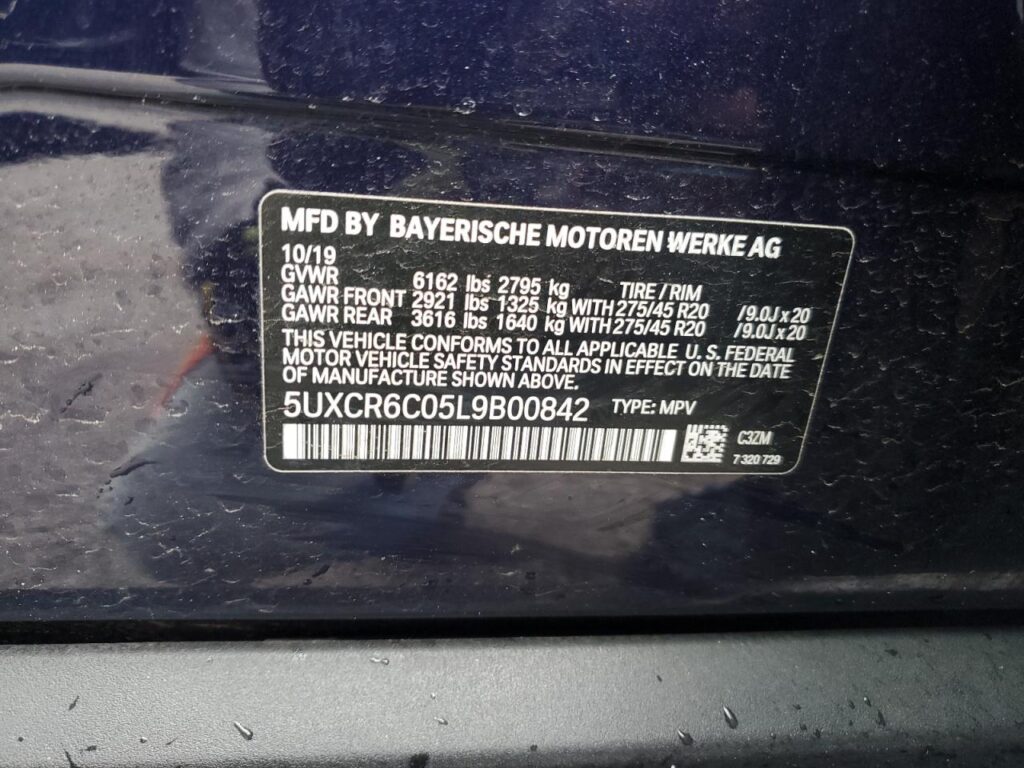 MFD BY BAYERISCHE MOTOREN WERKE AG
10/19
GVWR 6162 lbs 2795 kg TIRE / RIM
GAWR FRONT 2921 lbs 1325 kg WITH 275/45 R20 /9.0J x 20
GAWR REAR 3616 lbs 1640 kg WITH 275/45 R20 /9.0J x 20
THIS VEHICLE CONFORMS TO ALL APPLICABLE U. S. FEDERAL
MOTOR VEHICLE SAFETY STANDARDS IN EFFECT ON THE DATE
OF MANUFACTURE SHOWN ABOVE.
5UXCR6C05L9B00842 TYPE: MPV
C3ZM
7 320 729